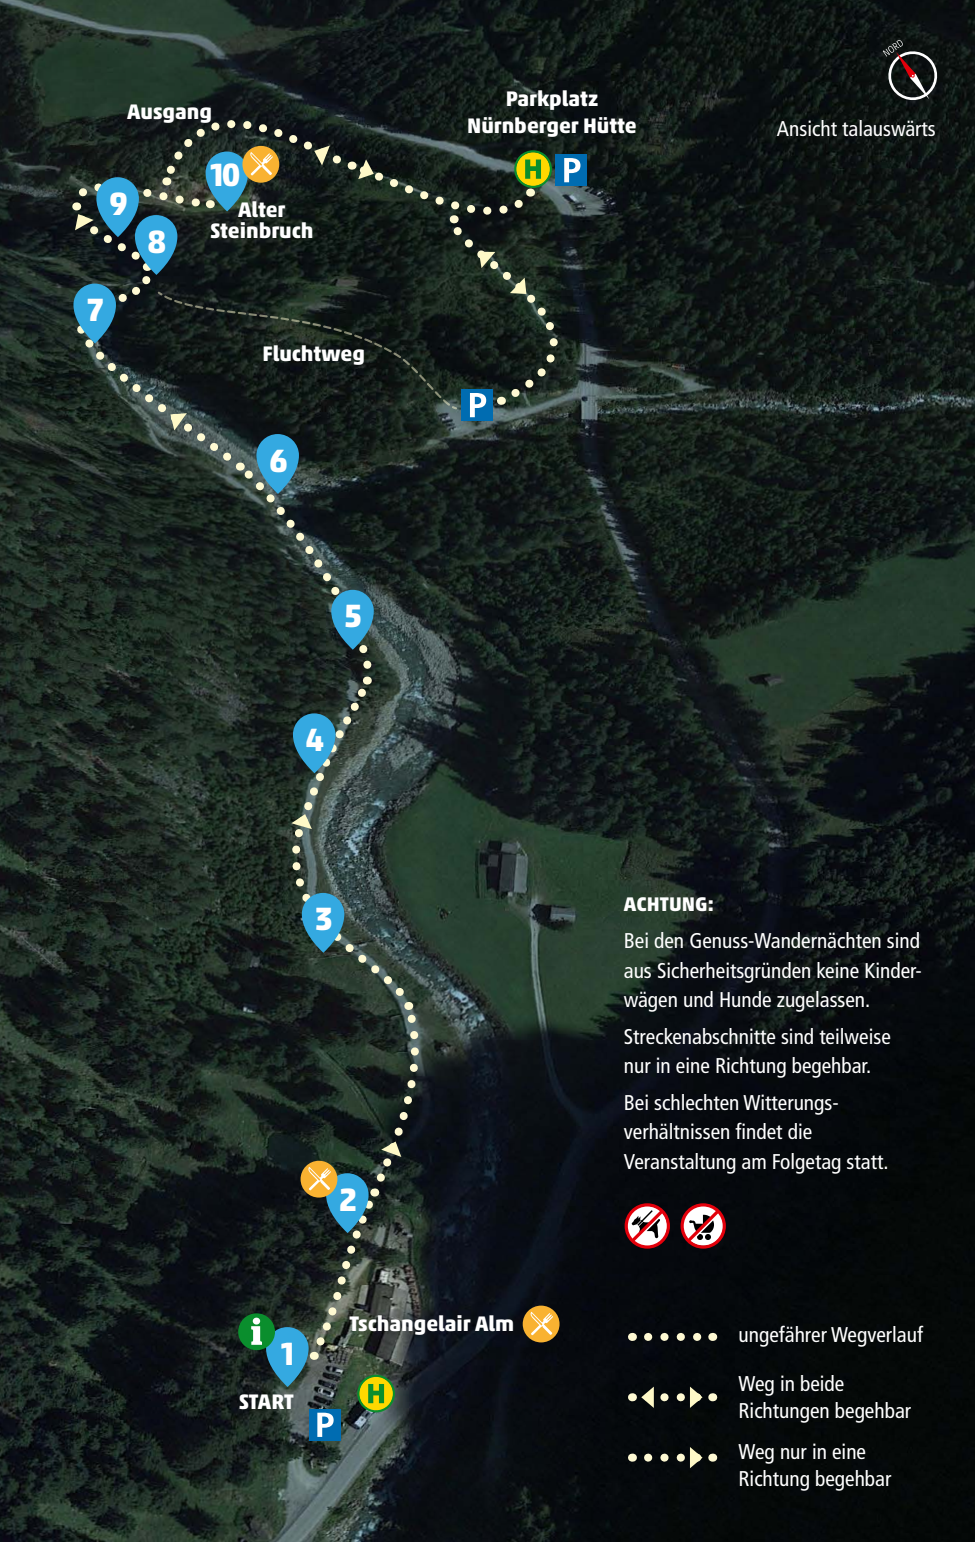 NORD
Ansicht talauswärts
Parkplatz
Nürnberger Hütte
H P
Ausgang
10
Alter
Steinbruch
9
8
7
Fluchtweg
P
6
5
4
3
ACHTUNG:
Bei den Genuss-Wandernächten sind
aus Sicherheitsgründen keine Kinder-
wägen und Hunde zugelassen.
Streckenabschnitte sind teilweise
nur in eine Richtung begehbar.
Bei schlechten Witterungs-
verhältnissen findet die
Veranstaltung am Folgetag statt.
2
Tschangelair Alm
i
1
START
H
P
ungefährer Wegverlauf
Weg in beide
Richtungen begehbar
Weg nur in eine
Richtung begehbar